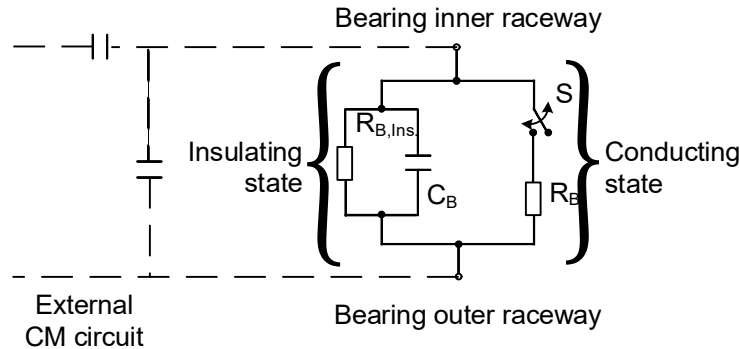 Bearing inner raceway
S
R_B,Ins.
Insulating
state
Conducting
state
C_B
R_B
External
CM circuit
Bearing outer raceway